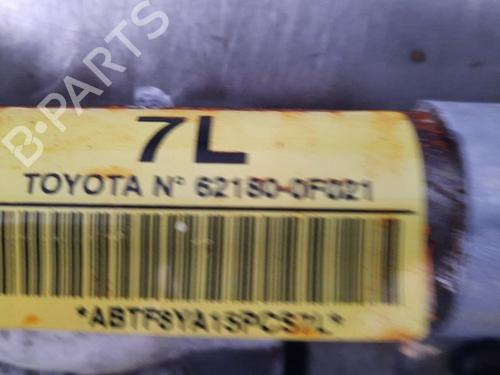 B-PARTS
7L
TOYOTA N° 62180-0F021
*ABTF8YA15PCS7L*